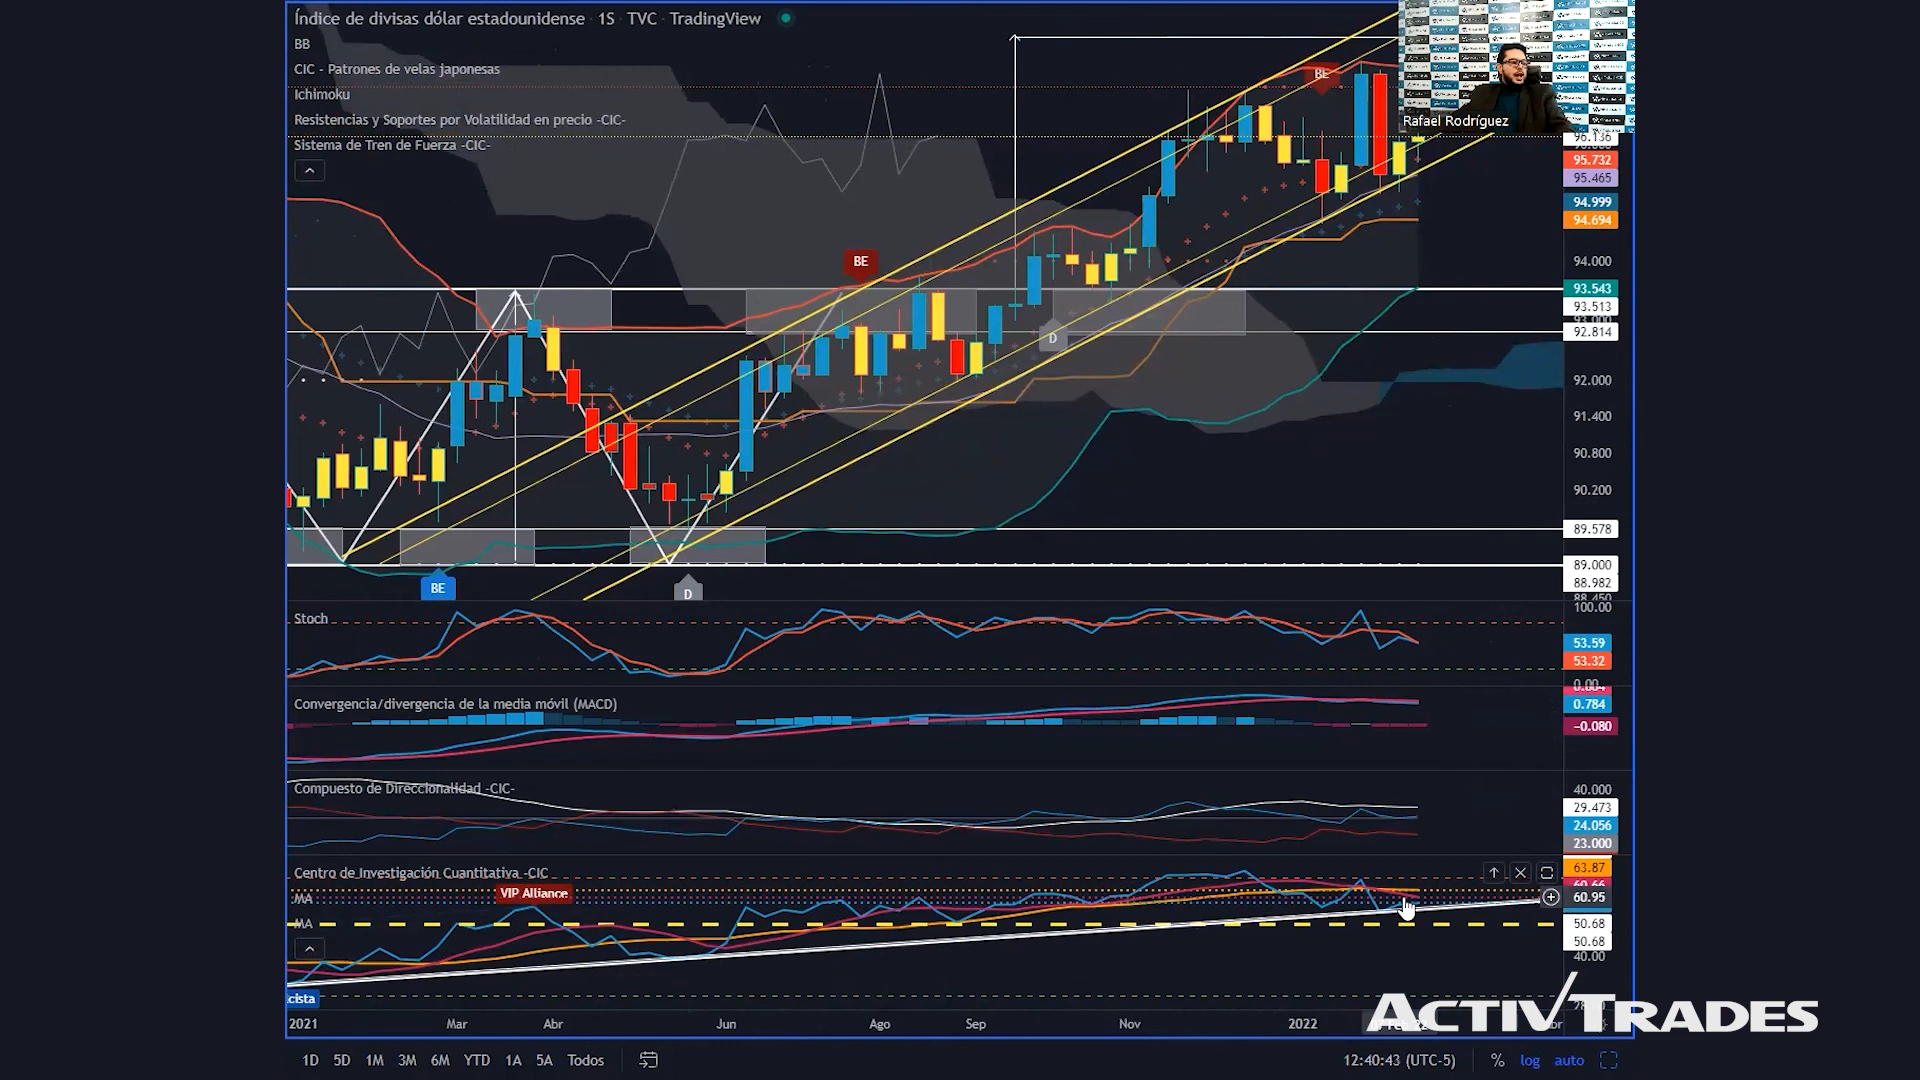 Índice de divisas dólar estadounidense · 1S · TVC · TradingView
BB
CIC - Patrones de velas japonesas
Ichimoku
Resistencias y Soportes por Volatilidad en precio -CIC-
Sistema de Tren de Fuerza -CIC-
Rafael Rodríguez
BE
BE
D
BE
D
96.136
95.732
95.465
94.999
94.694
94.000
93.543
93.513
92.814
92.000
91.400
90.800
90.200
89.578
89.000
88.982
88.450
Stoch
100.00
53.59
53.32
0.00
Convergencia/divergencia de la media móvil (MACD)
0.784
−0.080
Compuesto de Direccionalidad -CIC-
40.000
29.473
24.056
23.000
Centro de Investigación Cuantitativa -CIC
VIP Alliance
MA
MA
63.87
60.66
60.95
50.68
50.68
40.00
cista
2021 Mar Abr Jun Ago Sep Nov 2022
ACTIVTRADES
1D 5D 1M 3M 6M YTD 1A 5A Todos
12:40:43 (UTC-5) % log auto